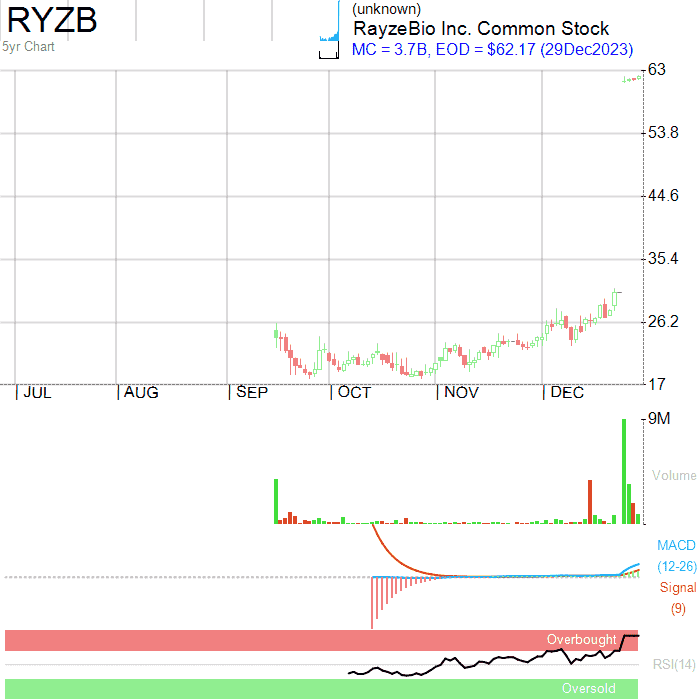 RYZB
5yr Chart
(unknown)
RayzeBio Inc. Common Stock
MC = 3.7B, EOD = $62.17 (29Dec2023)
63
53.8
44.6
35.4
26.2
17
JUL AUG SEP OCT NOV DEC
9M
Volume
MACD
(12-26)
Signal
(9)
Overbought
RSI(14)
Oversold